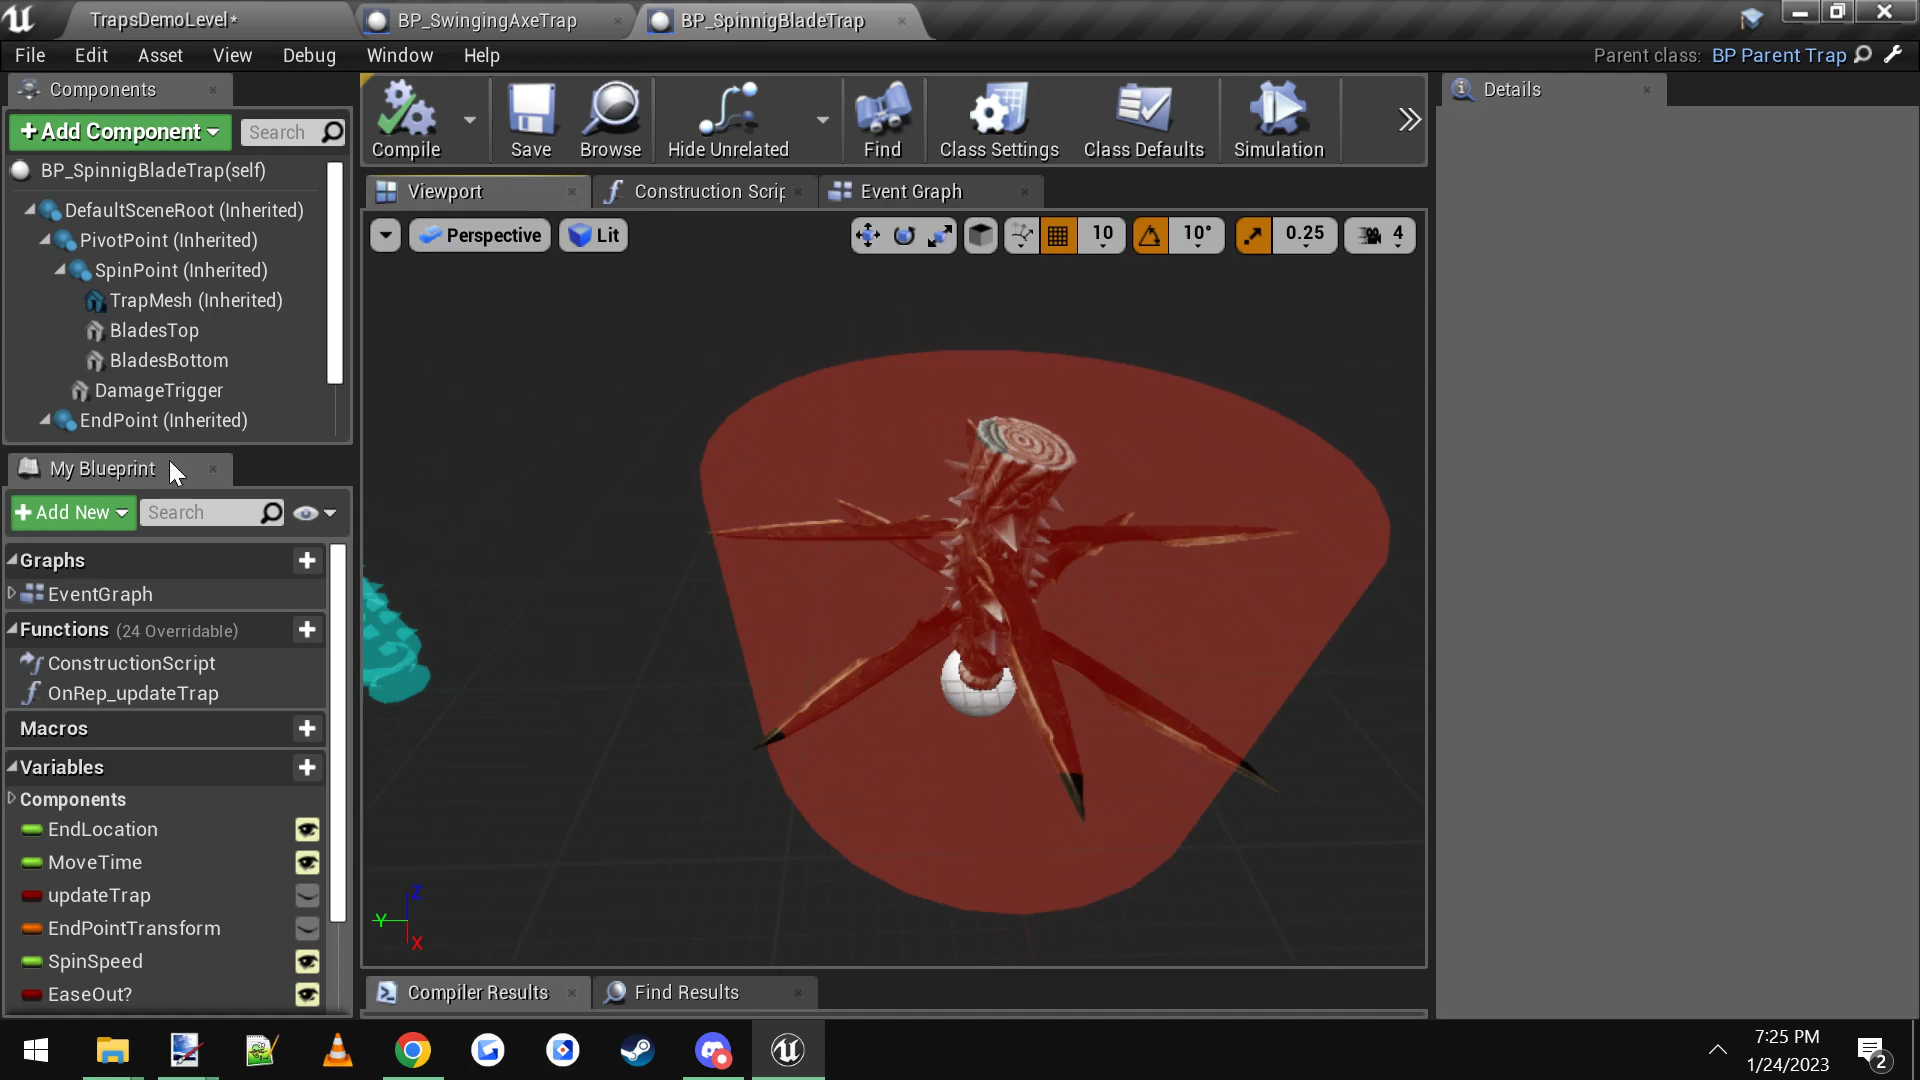 TrapsDemoLevel*
BP_SwingingAxeTrap
BP_SpinnigBladeTrap
File Edit Asset View Debug Window Help
Parent class: BP Parent Trap
Components
+Add Component
Search
BP_SpinnigBladeTrap(self)
DefaultSceneRoot (Inherited)
PivotPoint (Inherited)
SpinPoint (Inherited)
TrapMesh (Inherited)
BladesTop
BladesBottom
DamageTrigger
EndPoint (Inherited)
My Blueprint
+Add New
Search
Graphs
EventGraph
Functions (24 Overridable)
ConstructionScript
OnRep_updateTrap
Macros
Variables
Components
EndLocation
MoveTime
updateTrap
EndPointTransform
SpinSpeed
EaseOut?
Compile
Save
Browse
Hide Unrelated
Find
Class Settings
Class Defaults
Simulation
Viewport
Construction Scrip
Event Graph
Perspective
Lit
10
10°
0.25
4
Z
Y
X
Compiler Results
Find Results
Details
7:25 PM
1/24/2023
2